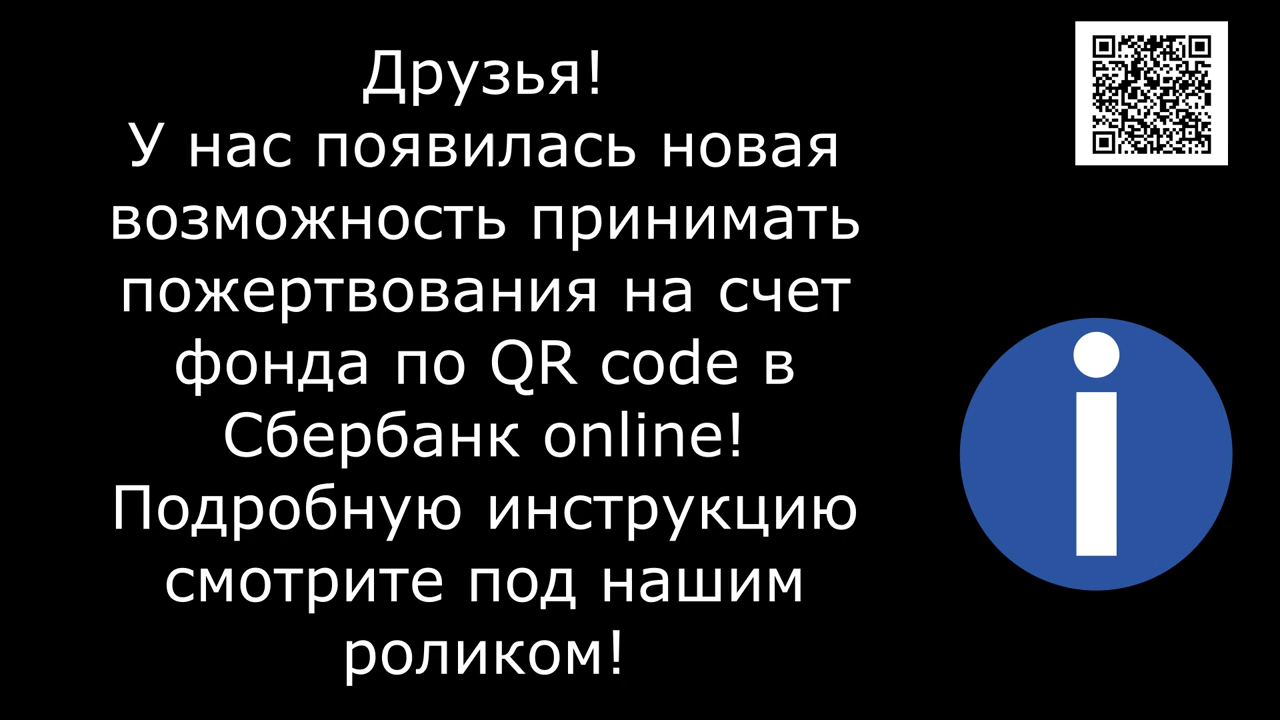 Друзья!
У нас появилась новая
возможность принимать
пожертвования на счет
фонда по QR code в
Сбербанк online!
Подробную инструкцию
смотрите под нашим
роликом!